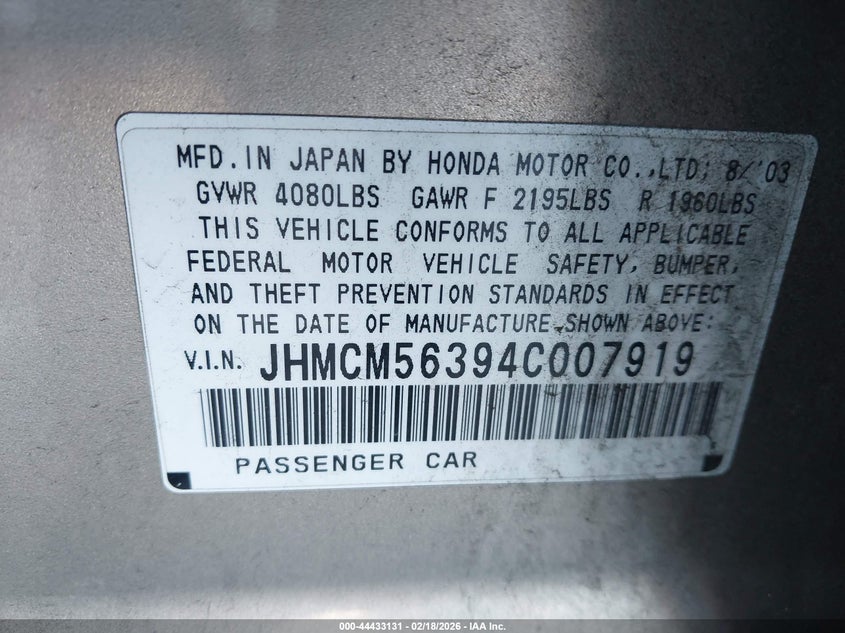 MFD. IN JAPAN BY HONDA MOTOR CO.,LTD; 8/'03
GVWR 4080LBS GAWR F 2195LBS R 1960LBS
THIS VEHICLE CONFORMS TO ALL APPLICABLE
FEDERAL MOTOR VEHICLE SAFETY, BUMPER,
AND THEFT PREVENTION STANDARDS IN EFFECT
ON THE DATE OF MANUFACTURE SHOWN ABOVE:
V.I.N. JHMCM56394C007919
PASSENGER CAR
000-44433131 - 02/18/2026 - IAA Inc.